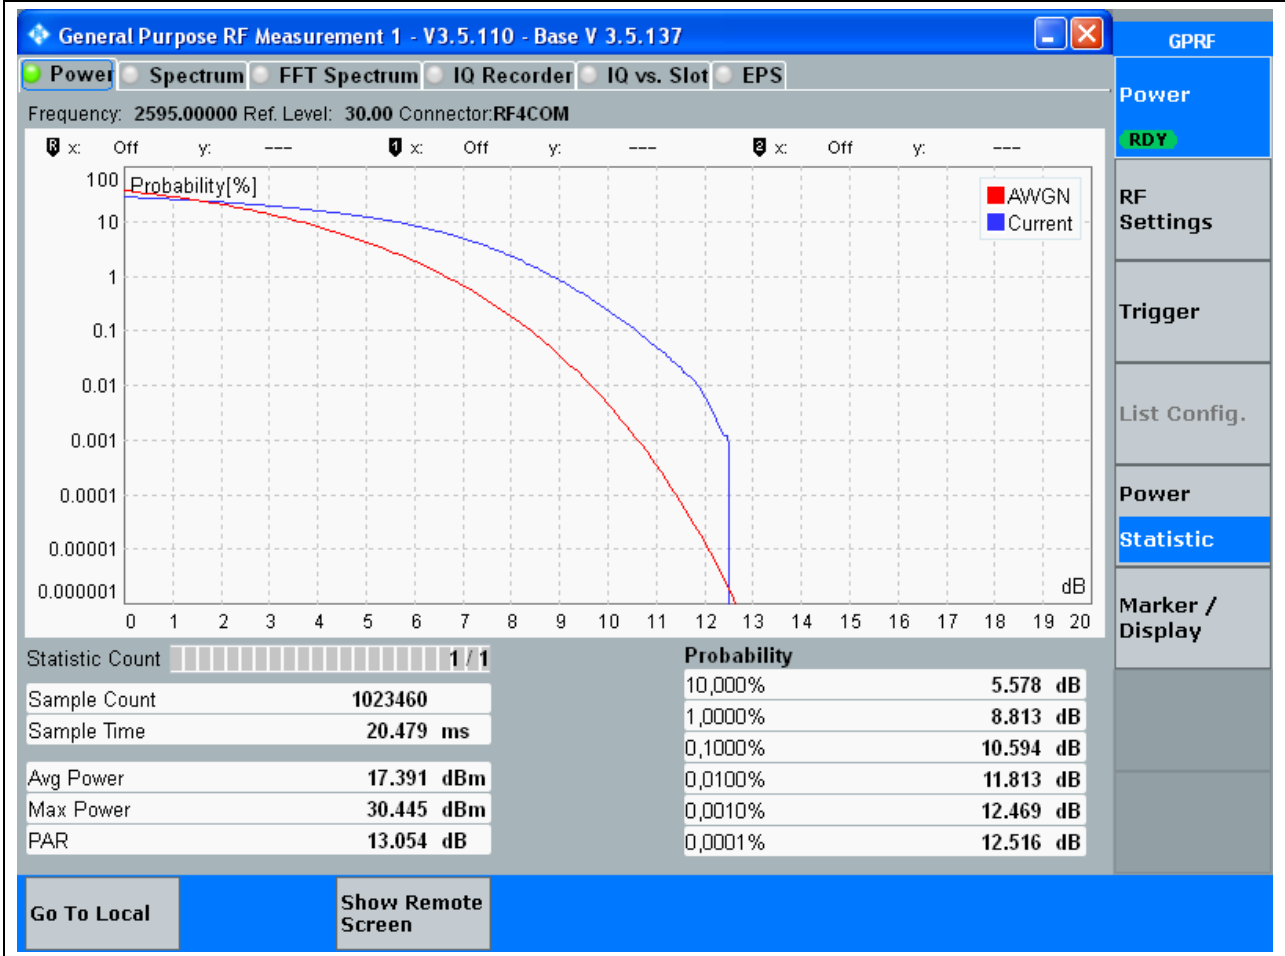 General Purpose RF Measurement 1 - V3.5.110 - Base V 3.5.137
GPRF
Power Spectrum FFT Spectrum IQ Recorder IQ vs. Slot EPS
Frequency: 2595.00000 Ref. Level: 30.00 Connector:RF4COM
R x: Off y: --- 1 x: Off y: --- 2 x: Off y: ---
Probability[%]
AWGN
Current
100
10
1
0.1
0.01
0.001
0.0001
0.00001
0.000001
dB
0 1 2 3 4 5 6 7 8 9 10 11 12 13 14 15 16 17 18 19 20
Statistic Count 1 / 1
Sample Count 1023460
Sample Time 20.479 ms
Avg Power 17.391 dBm
Max Power 30.445 dBm
PAR 13.054 dB
Probability
10,000% 5.578 dB
1,0000% 8.813 dB
0,1000% 10.594 dB
0,0100% 11.813 dB
0,0010% 12.469 dB
0,0001% 12.516 dB
Power
RDY
RF
Settings
Trigger
List Config.
Power
Statistic
Marker /
Display
Go To Local
Show Remote
Screen